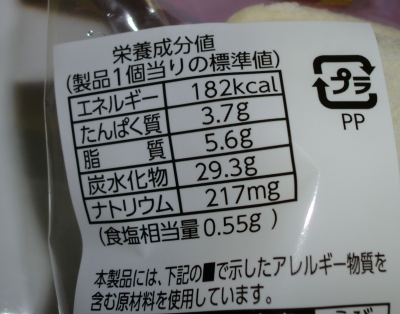 栄養成分値
(製品1個当りの標準値)
エネルギー 182kcal
たんぱく質 3.7g
脂 質 5.6g
炭水化物 29.3g
ナトリウム 217mg
(食塩相当量0.55g )
プラ
PP
本製品には、下記の■で示したアレルギー物質を
含む原材料を使用しています。